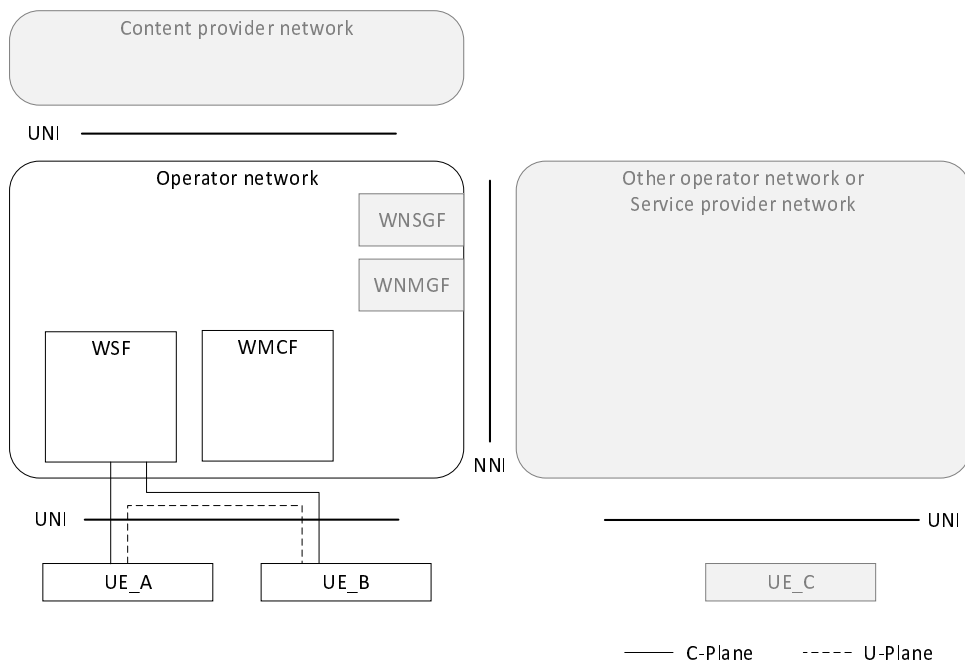 Content provider network
UNI
Operator network
WNSGF
WNMGF
WSF
WMCF
Other operator network or
Service provider network
NNI
UNI
UNI
UE_A
UE_B
UE_C
C-Plane
U-Plane